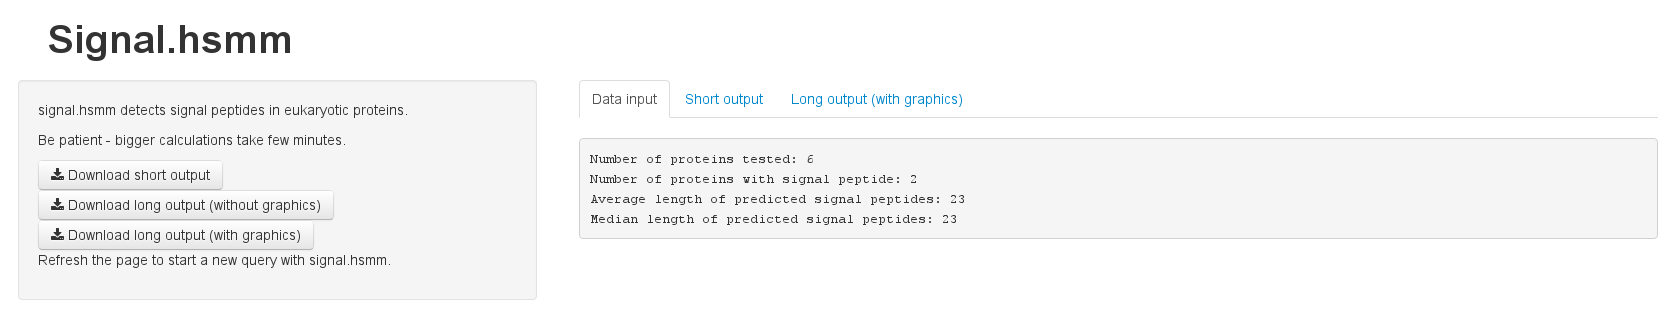 Signal.hsmm
signal.hsmm detects signal peptides in eukaryotic proteins.
Be patient - bigger calculations take few minutes.
Download short output
Download long output (without graphics)
Download long output (with graphics)
Refresh the page to start a new query with signal.hsmm.
Data input Short output Long output (with graphics)
Number of proteins tested: 6
Number of proteins with signal peptide: 2
Average length of predicted signal peptides: 23
Median length of predicted signal peptides: 23